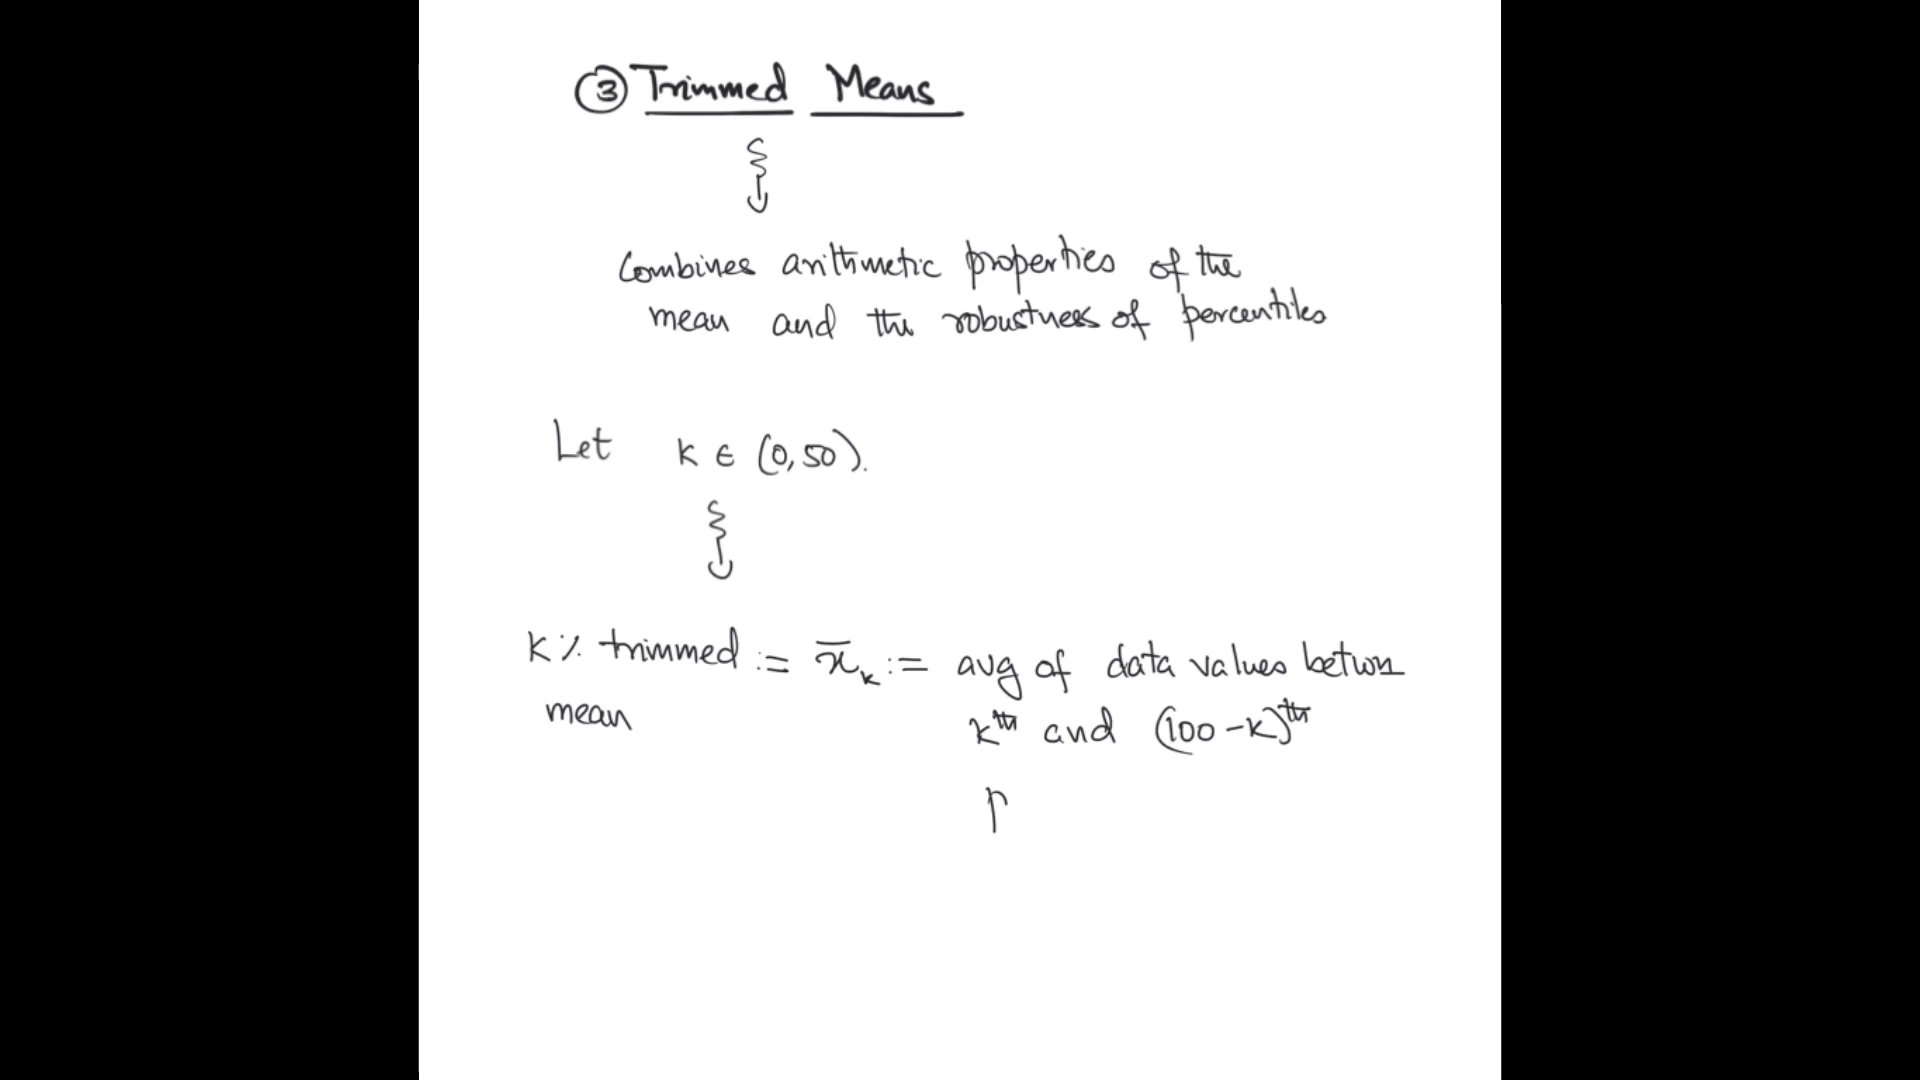 ③ Trimmed Means
Combines arithmetic properties of the
mean and the robustness of percentiles
Let k ∈ (0,50).
k% trimmed := x̄ₖ := avg of data values between
mean kᵗʰ and (100-k)ᵗʰ
p